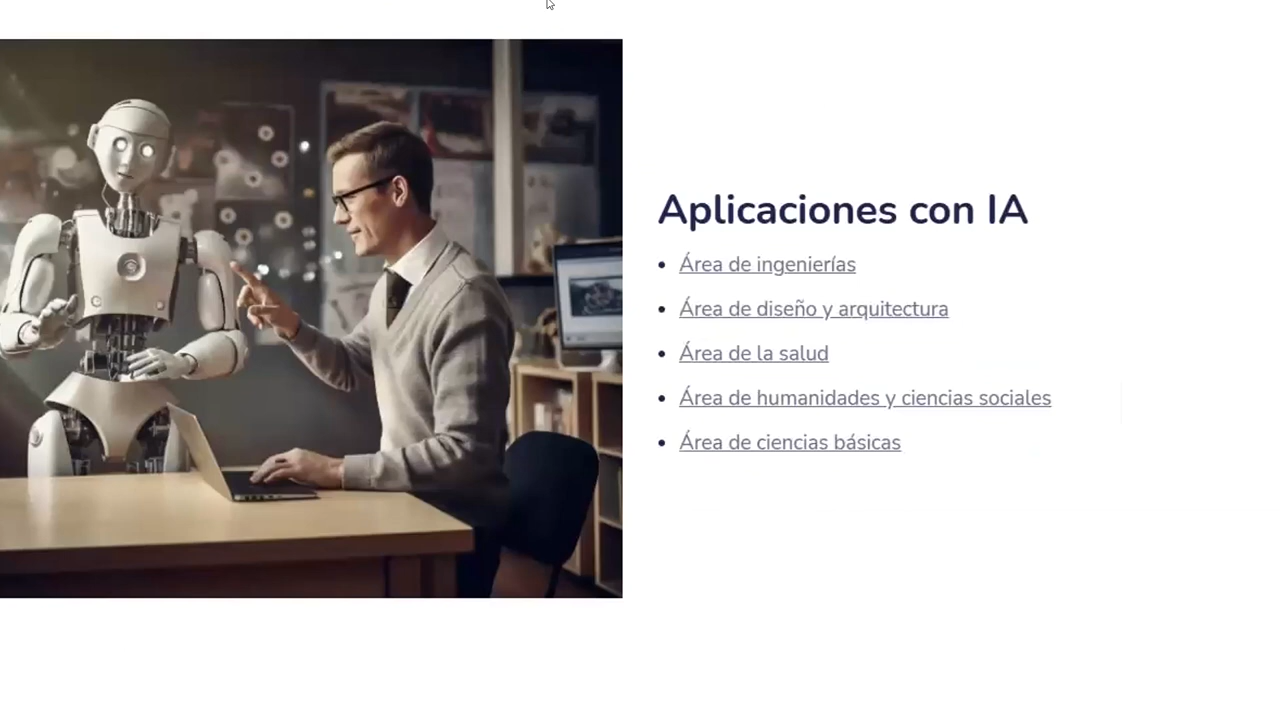 Aplicaciones con IA
Área de ingenierías
Área de diseño y arquitectura
Área de la salud
Área de humanidades y ciencias sociales
Área de ciencias básicas